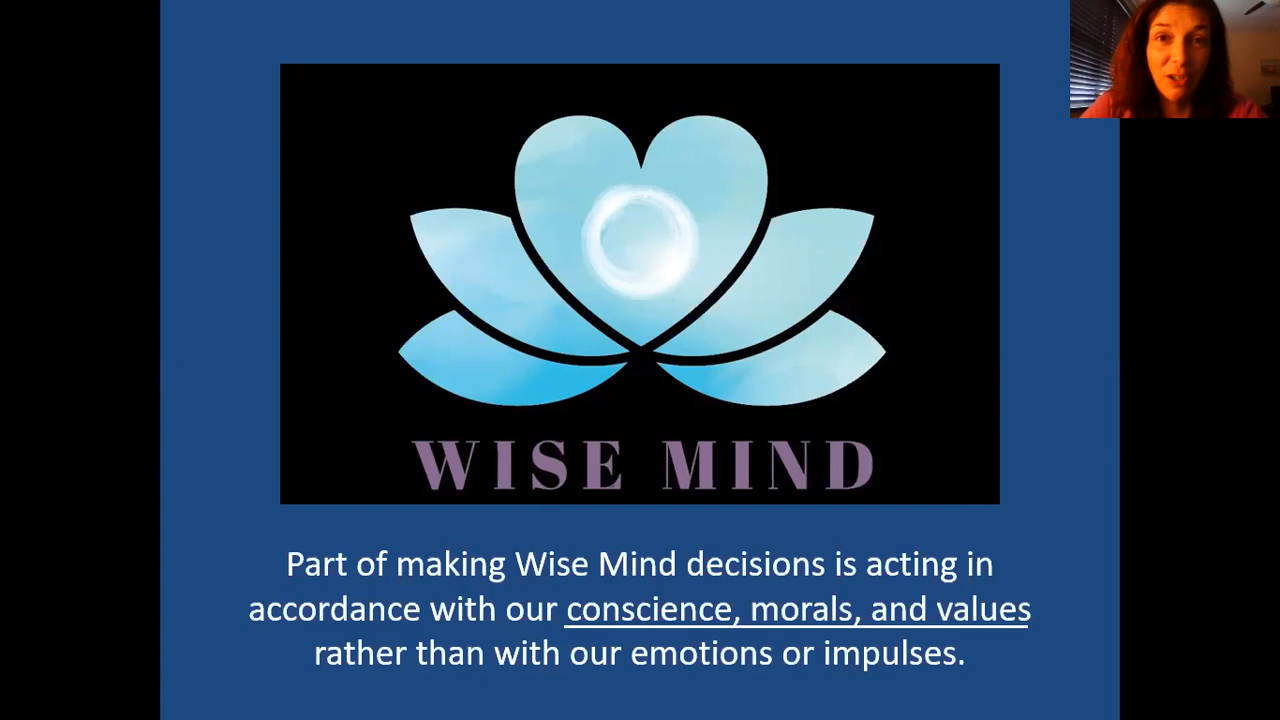 WISE MIND
Part of making Wise Mind decisions is acting in
accordance with our conscience, morals, and values
rather than with our emotions or impulses.